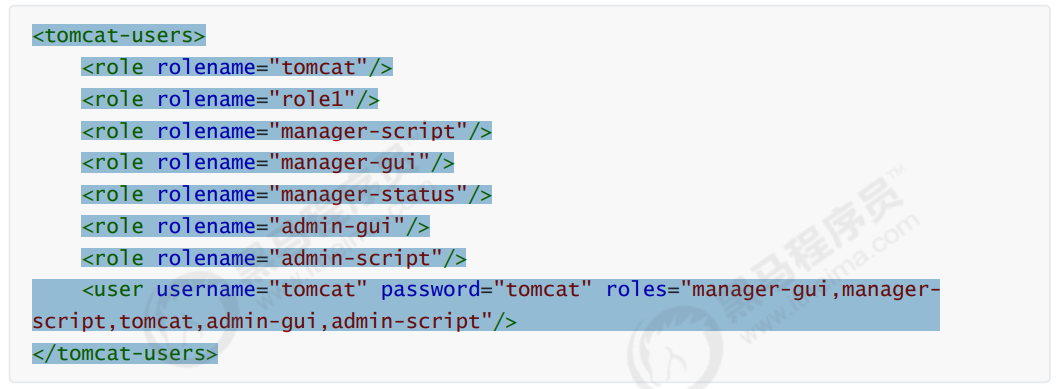 <tomcat-users>
<role rolename="tomcat"/>
<role rolename="role1"/>
<role rolename="manager-script"/>
<role rolename="manager-gui"/>
<role rolename="manager-status"/>
<role rolename="admin-gui"/>
<role rolename="admin-script"/>
<user username="tomcat" password="tomcat" roles="manager-gui,manager-
script,tomcat,admin-gui,admin-script"/>
</tomcat-users>
黑马程序员™
www.itheima.com